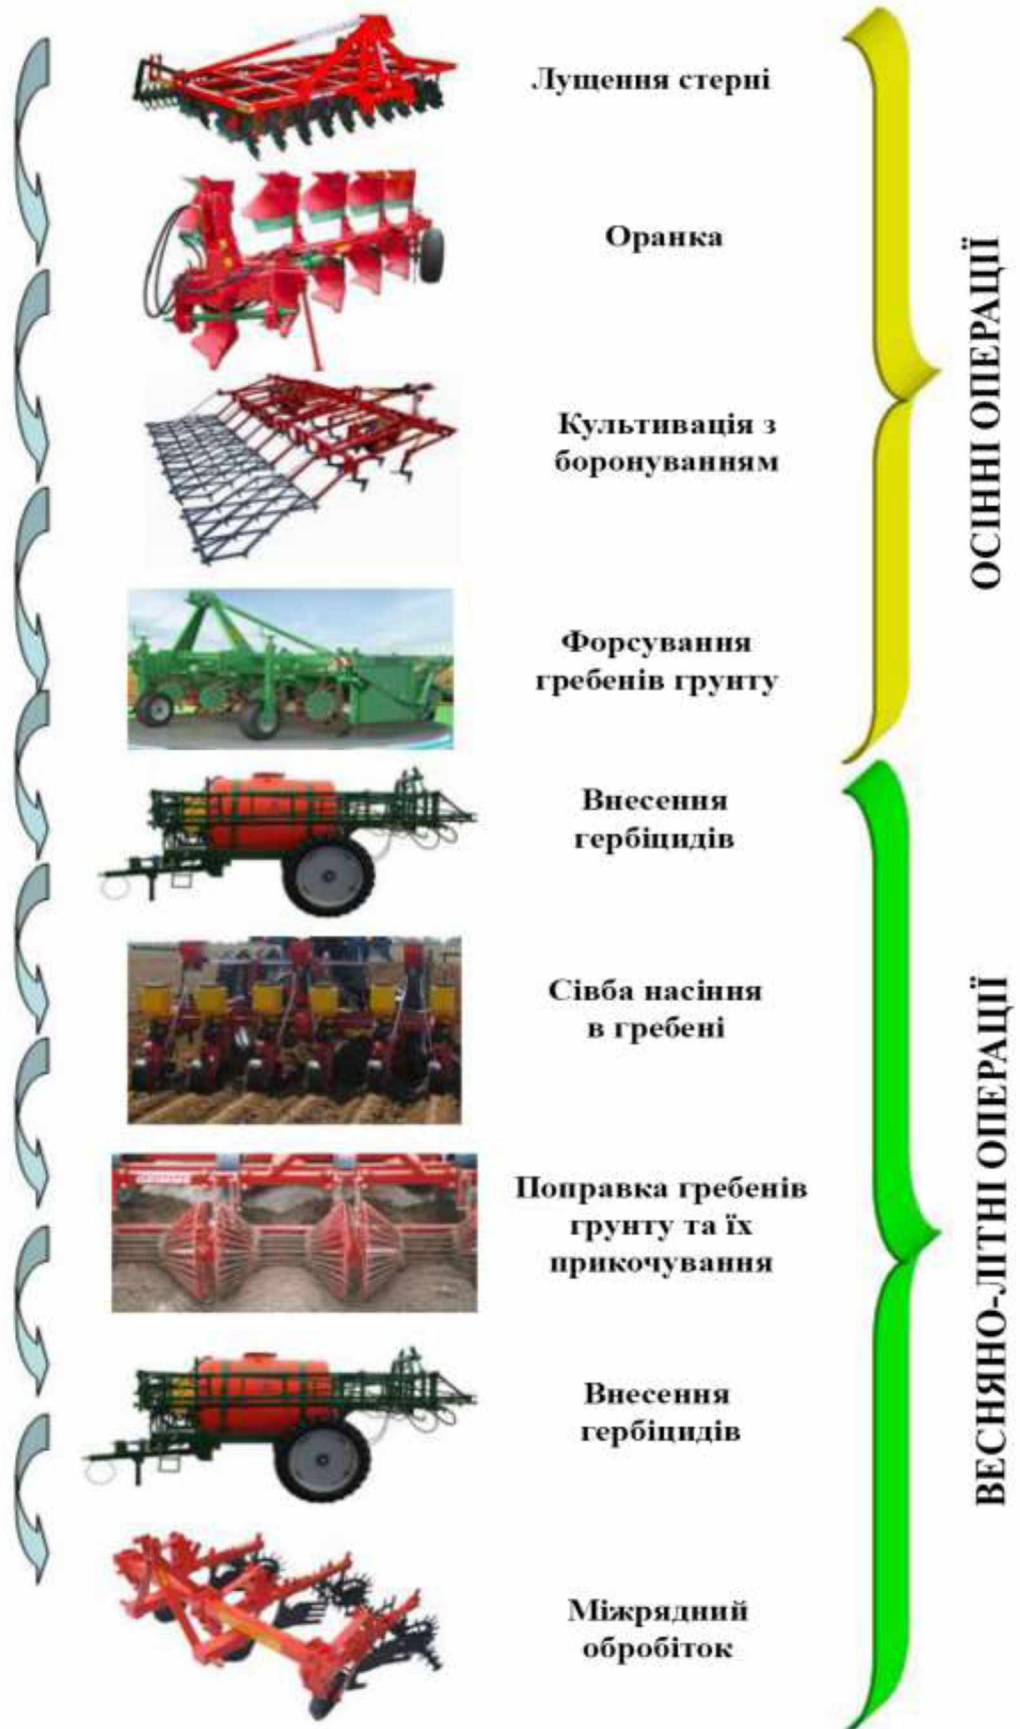 Лущення стерні
Оранка
Культивація з
боронуванням
Форсування
гребенів грунту
ОСІННІ ОПЕРАЦІЇ
Внесення
гербіцидів
Сівба насіння
в гребені
Поправка гребенів
грунту та їх
прикочування
Внесення
гербіцидів
Міжрядний
обробіток
ВЕСНЯНО-ЛІТНІ ОПЕРАЦІЇ